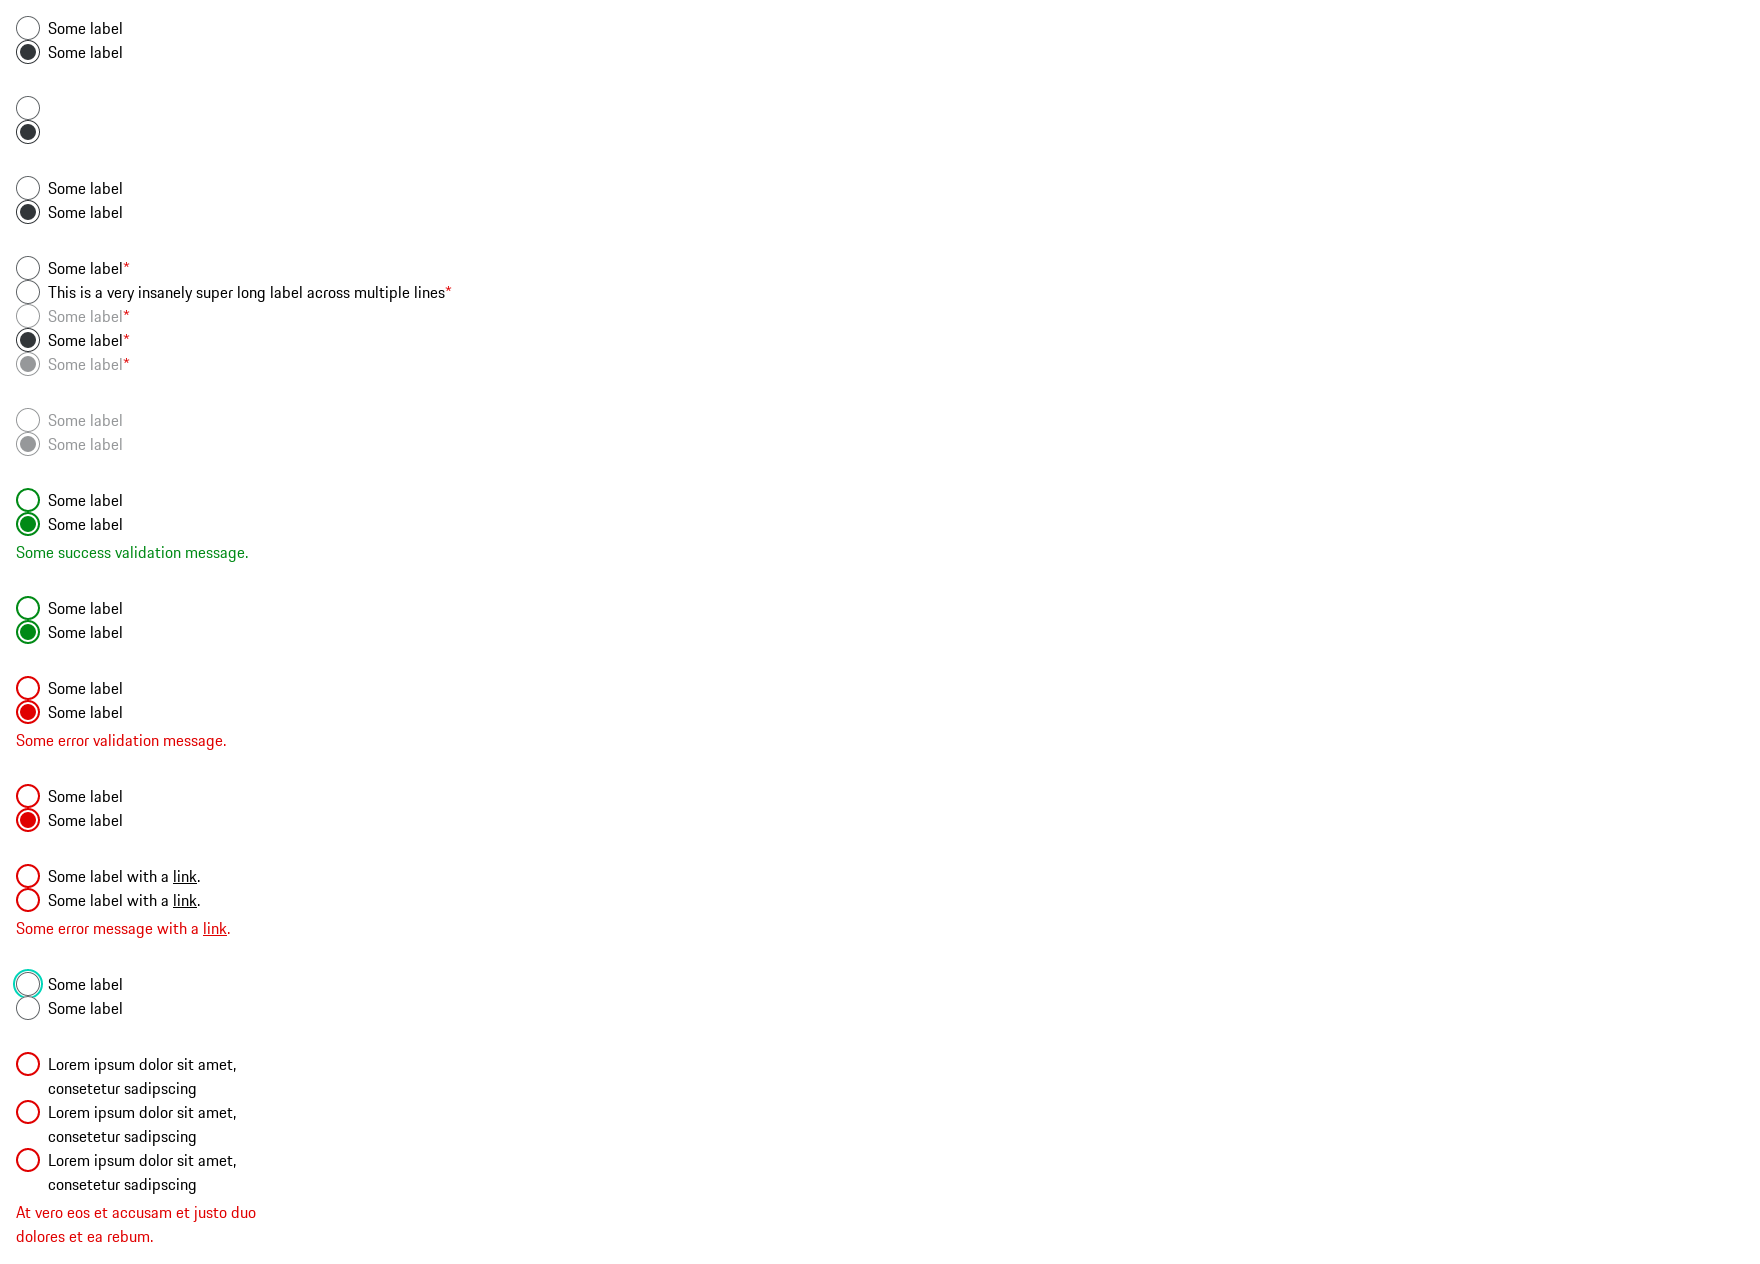 Some label
Some label
Some label
Some label
Some label*
This is a very insanely super long label across multiple lines*
Some label*
Some label*
Some label*
Some label
Some label
Some label
Some label
Some success validation message.
Some label
Some label
Some label
Some label
Some error validation message.
Some label
Some label
Some label with a link.
Some label with a link.
Some error message with a link.
Some label
Some label
Lorem ipsum dolor sit amet,
consetetur sadipscing
Lorem ipsum dolor sit amet,
consetetur sadipscing
Lorem ipsum dolor sit amet,
consetetur sadipscing
At vero eos et accusam et justo duo
dolores et ea rebum.